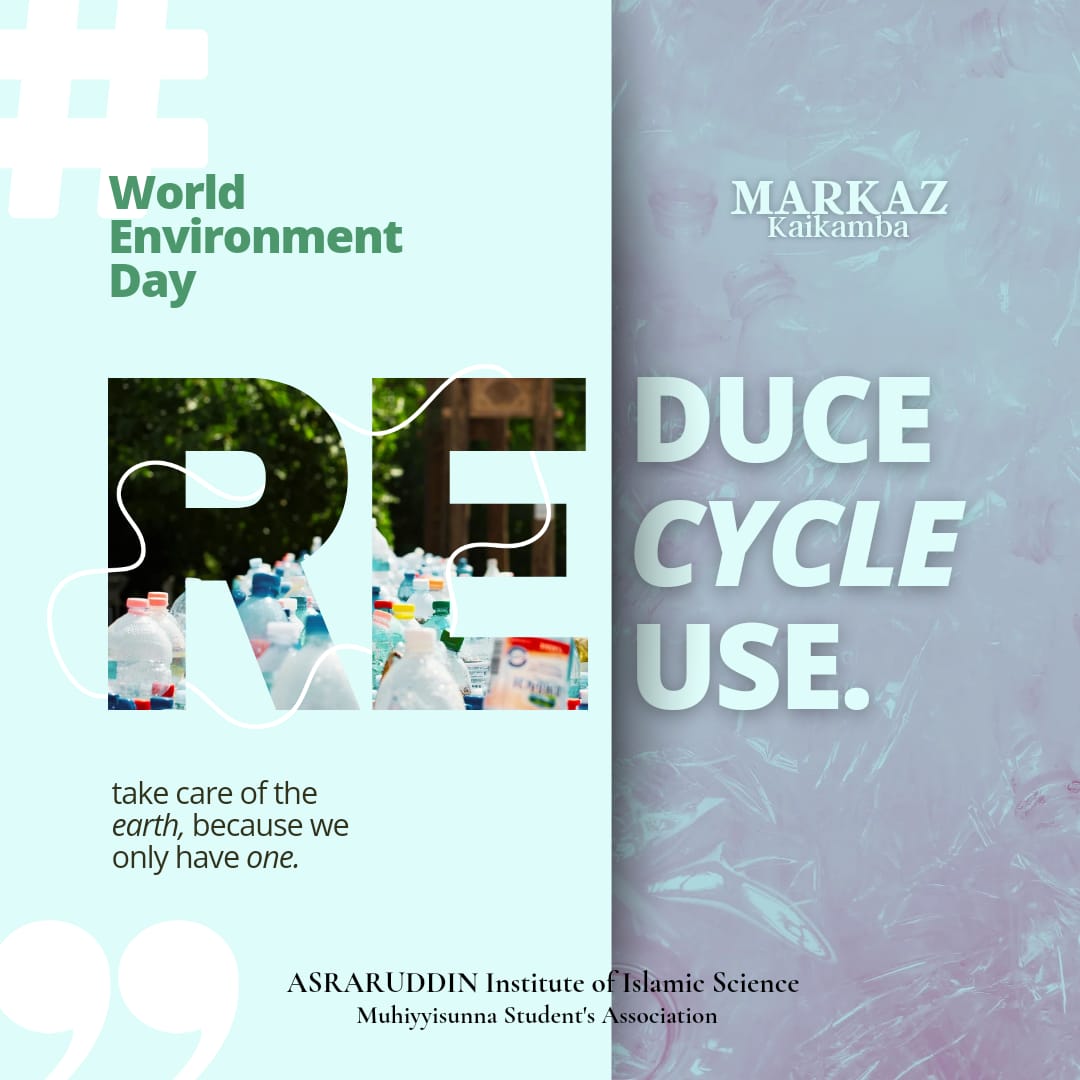 #
World
Environment
Day
MARKAZ
Kaikamba
RE
DUCE
CYCLE
USE.
take care of the
earth, because we
only have one.
”
ASRARUDDIN Institute of Islamic Science
Muhiyyisunna Student's Association